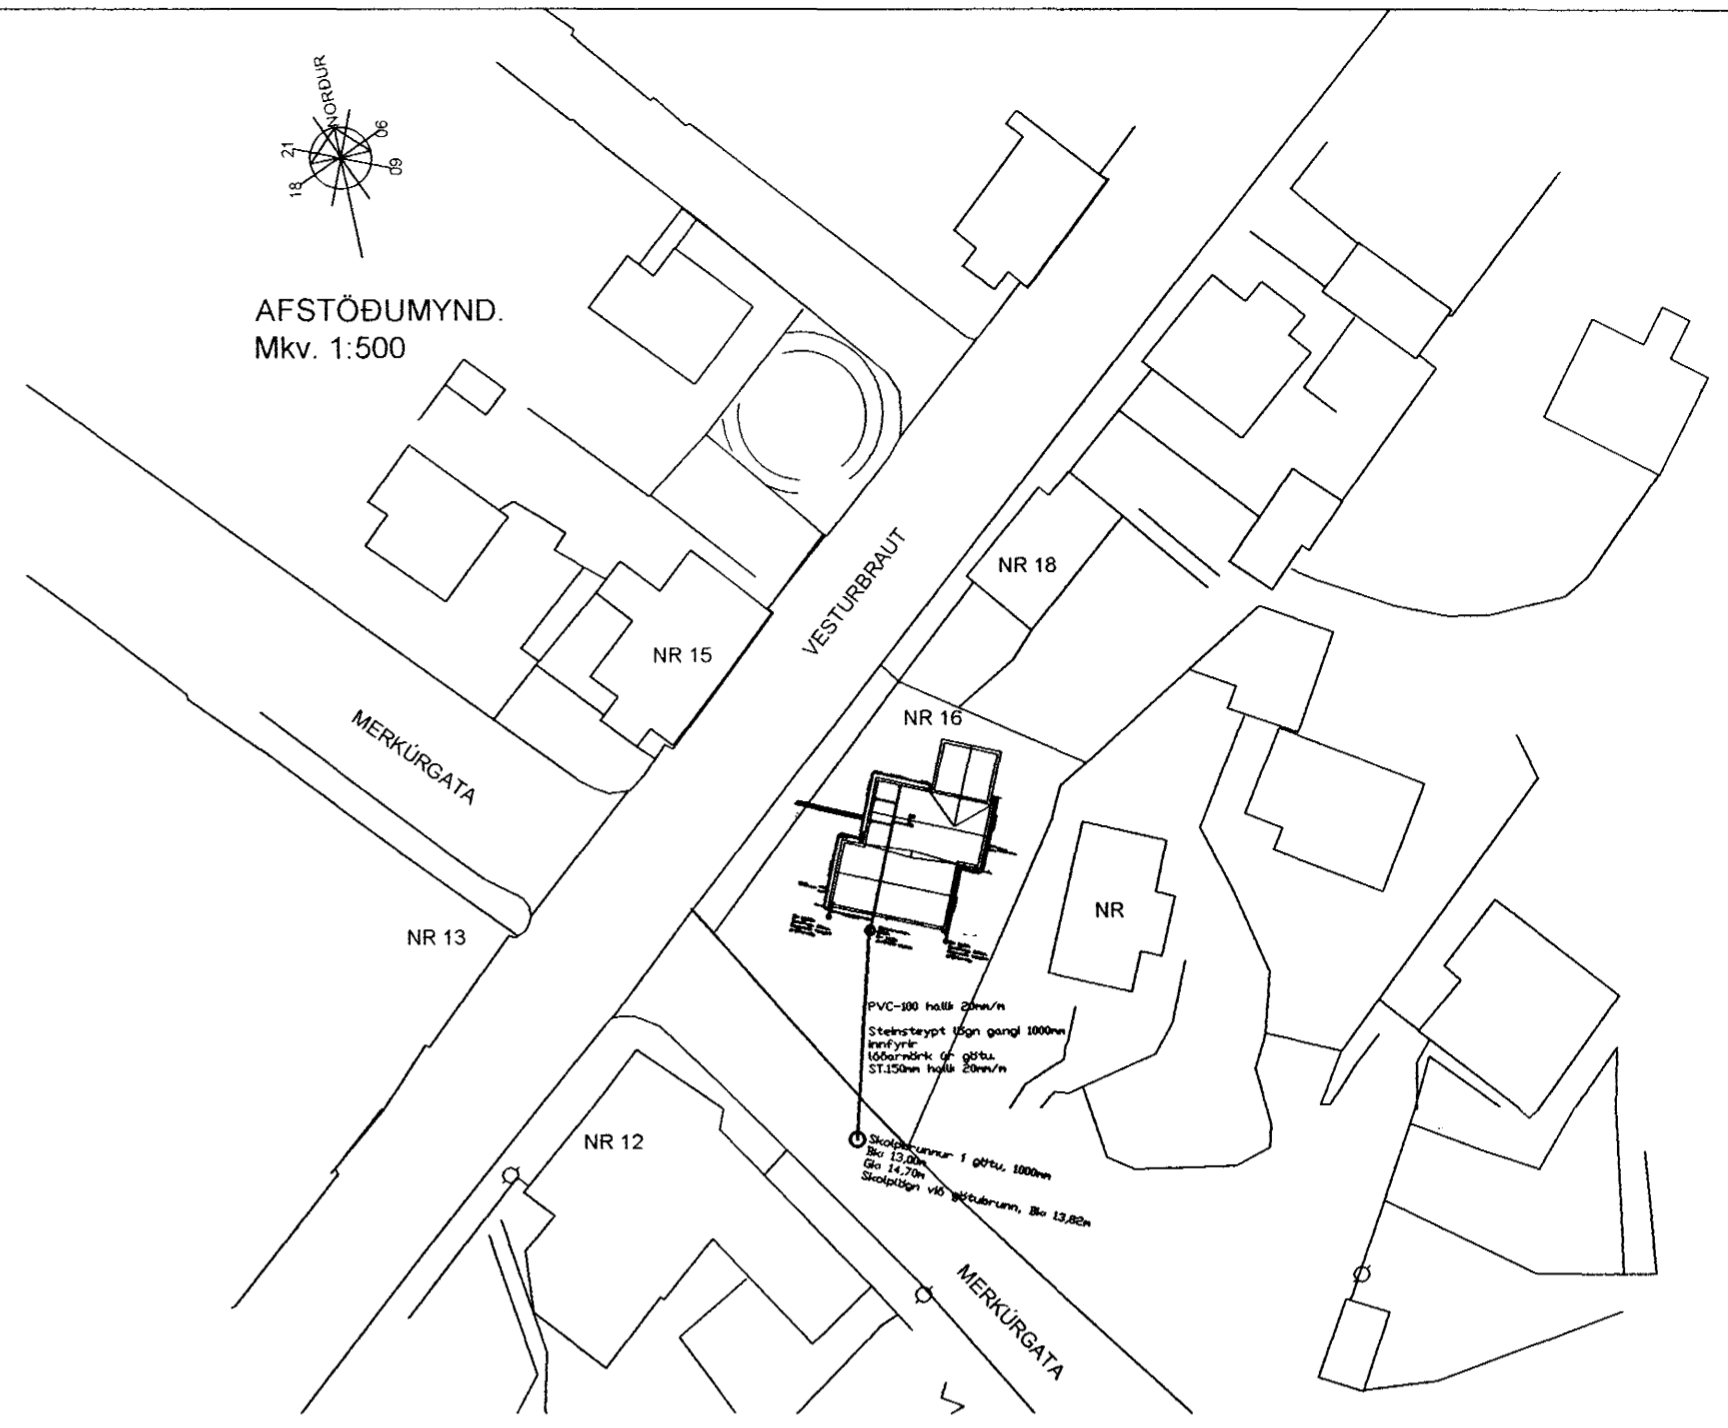 NORÐUR
06
21
09
18
AFSTÖÐUMYND.
Mkv. 1:500
VESTURBRAUT
NR 18
NR 15
NR 16
MERKÚRGATA
NR
NR 13
PVC-100 halli 20mm/m
Steinsteypt lögn gangi 1000mm
innfyrir
lóðarmörk úr götu.
ST.150mm halli 20mm/m
NR 12
Skolpbrunnur í götu, 1000mm
Bk: 13,00m
Gk: 14,70m
Skolplögn við götubrunn, Bk: 13,82m
MERKÚRGATA